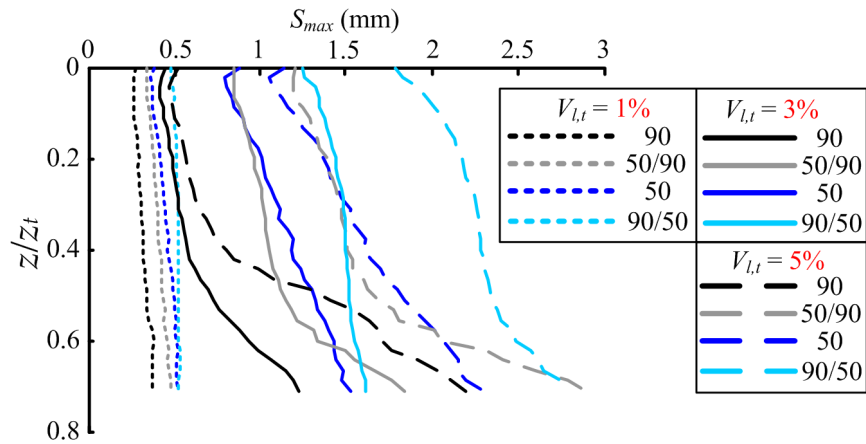 S_max (mm)
0 0.5 1 1.5 2 2.5 3
0
0.2
0.4
0.6
0.8
z/z_t
V_l,t = 1%
90
50/90
50
90/50
V_l,t = 3%
90
50/90
50
90/50
V_l,t = 5%
90
50/90
50
90/50